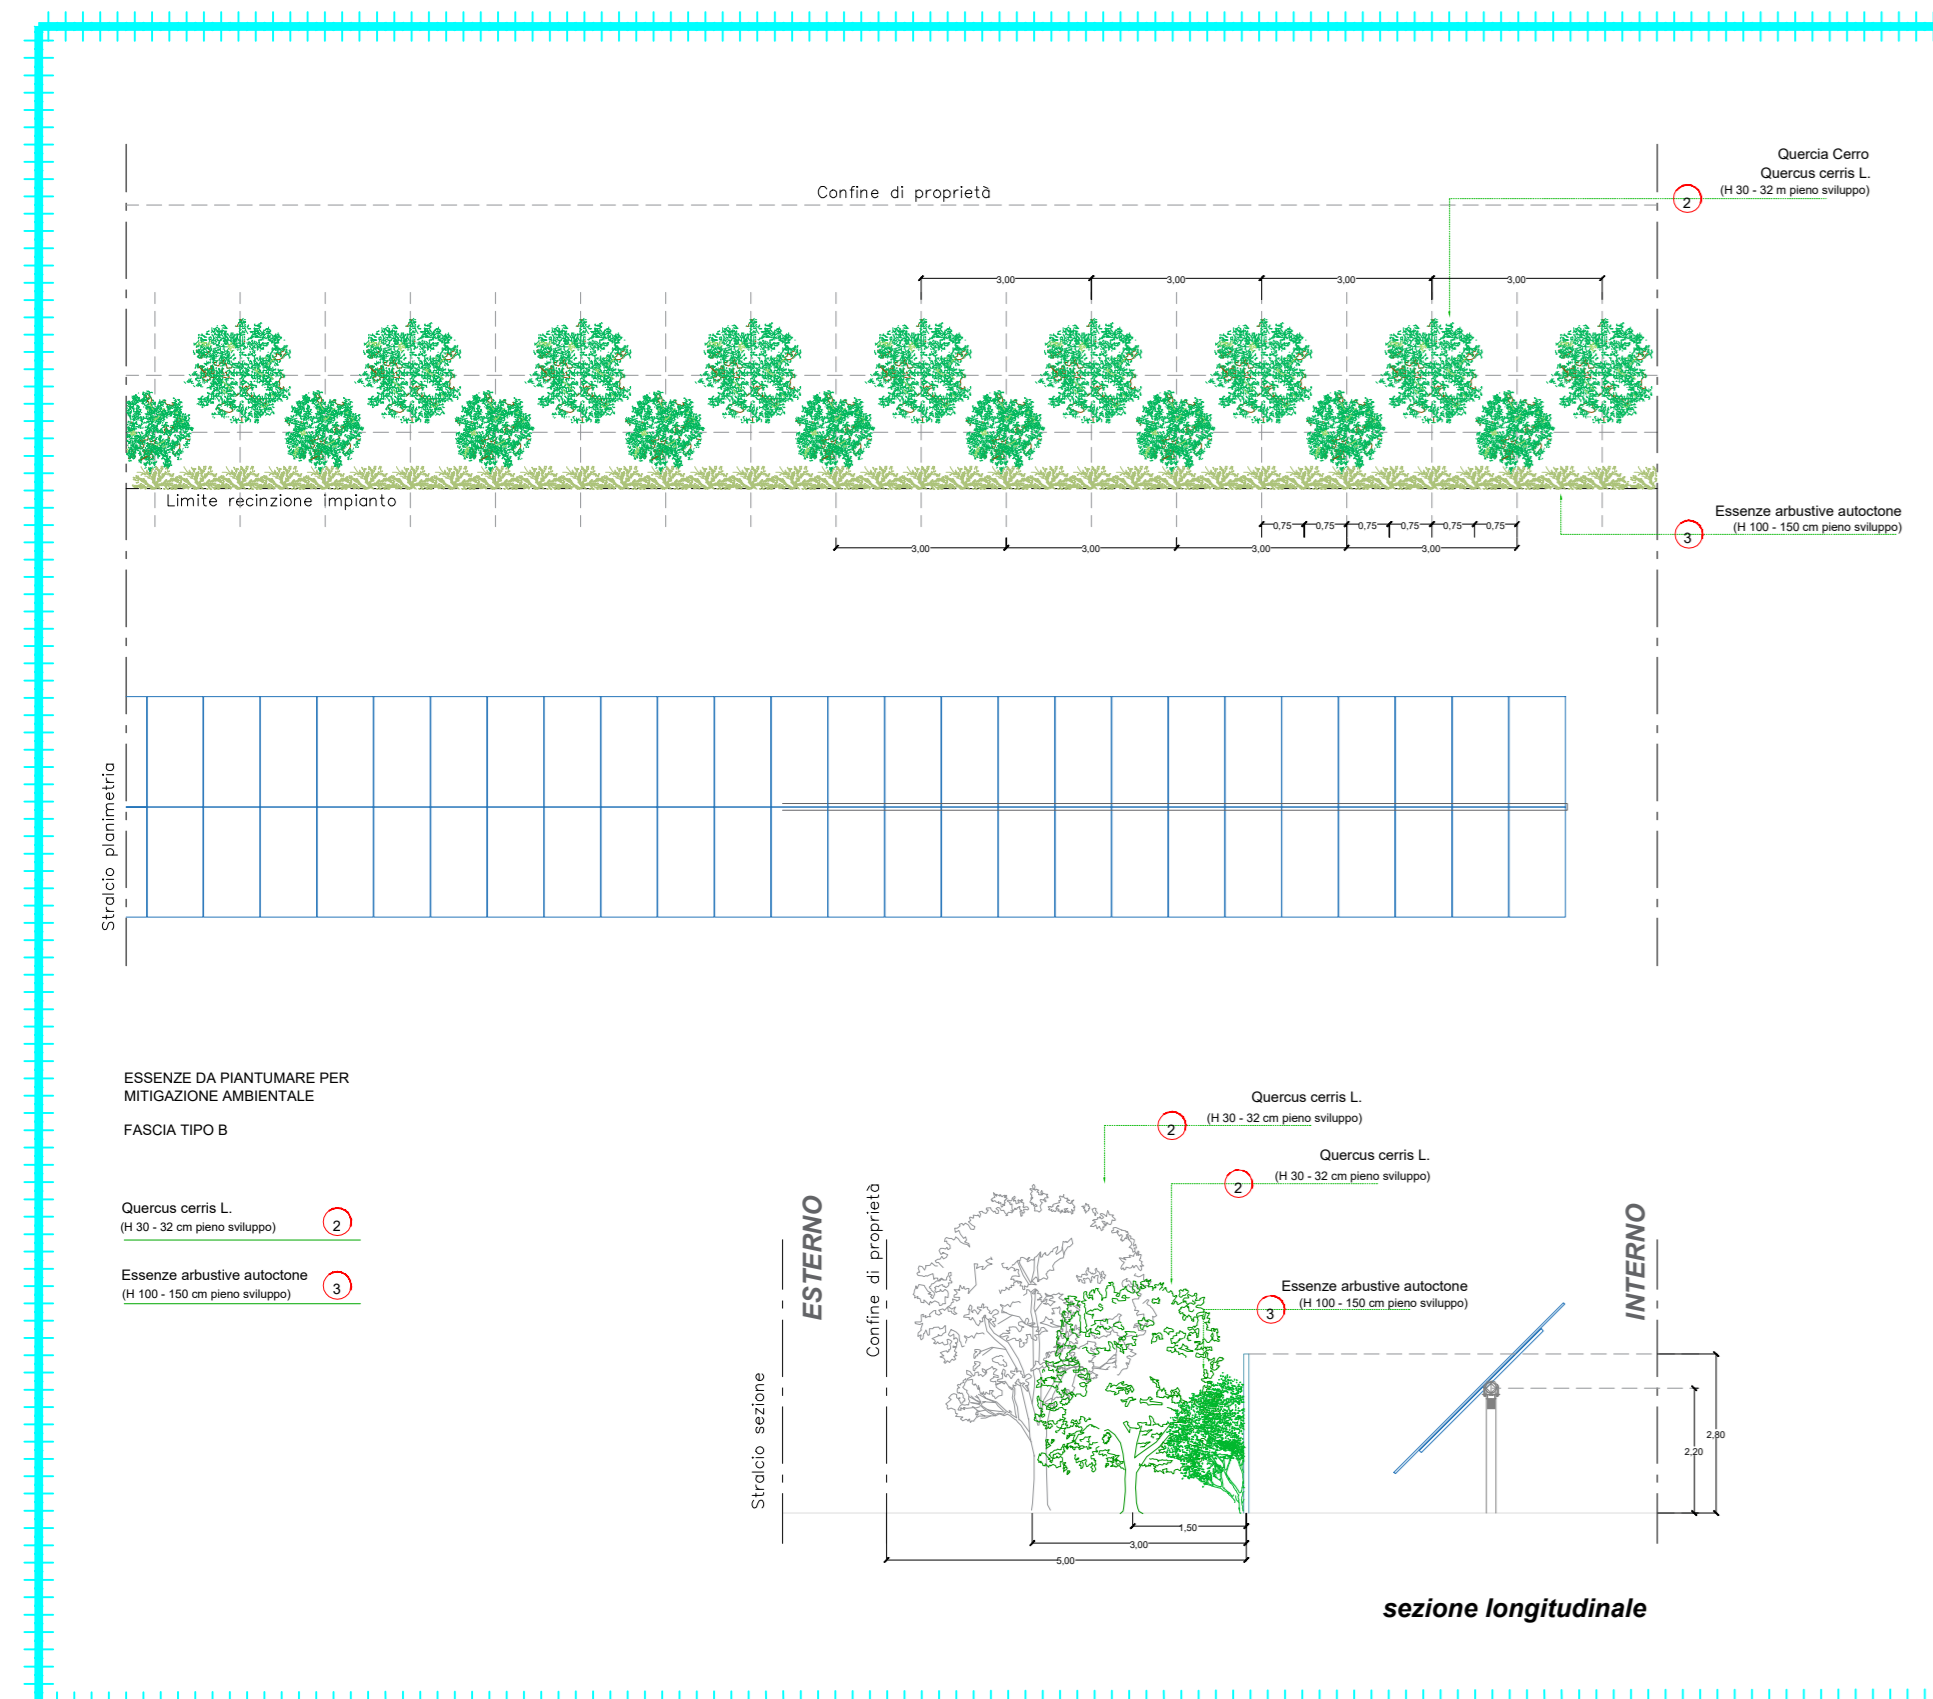 Quercia Cerro
Quercus cerris L.
(H 30 - 32 m pieno sviluppo)
2
Confine di proprietà
3,00
3,00
3,00
3,00
Limite recinzione impianto
0,75
0,75
0,75
0,75
0,75
0,75
3,00
3,00
3,00
3,00
Essenze arbustive autoctone
(H 100 - 150 cm pieno sviluppo)
3
Stralcio planimetria
ESSENZE DA PIANTUMARE PER
MITIGAZIONE AMBIENTALE
FASCIA TIPO B
Quercus cerris L.
(H 30 - 32 cm pieno sviluppo)
2
Essenze arbustive autoctone
(H 100 - 150 cm pieno sviluppo)
3
Quercus cerris L.
(H 30 - 32 cm pieno sviluppo)
2
Quercus cerris L.
(H 30 - 32 cm pieno sviluppo)
2
Essenze arbustive autoctone
(H 100 - 150 cm pieno sviluppo)
3
Stralcio sezione
ESTERNO
Confine di proprietà
INTERNO
2,80
2,20
1,50
3,00
5,00
sezione longitudinale